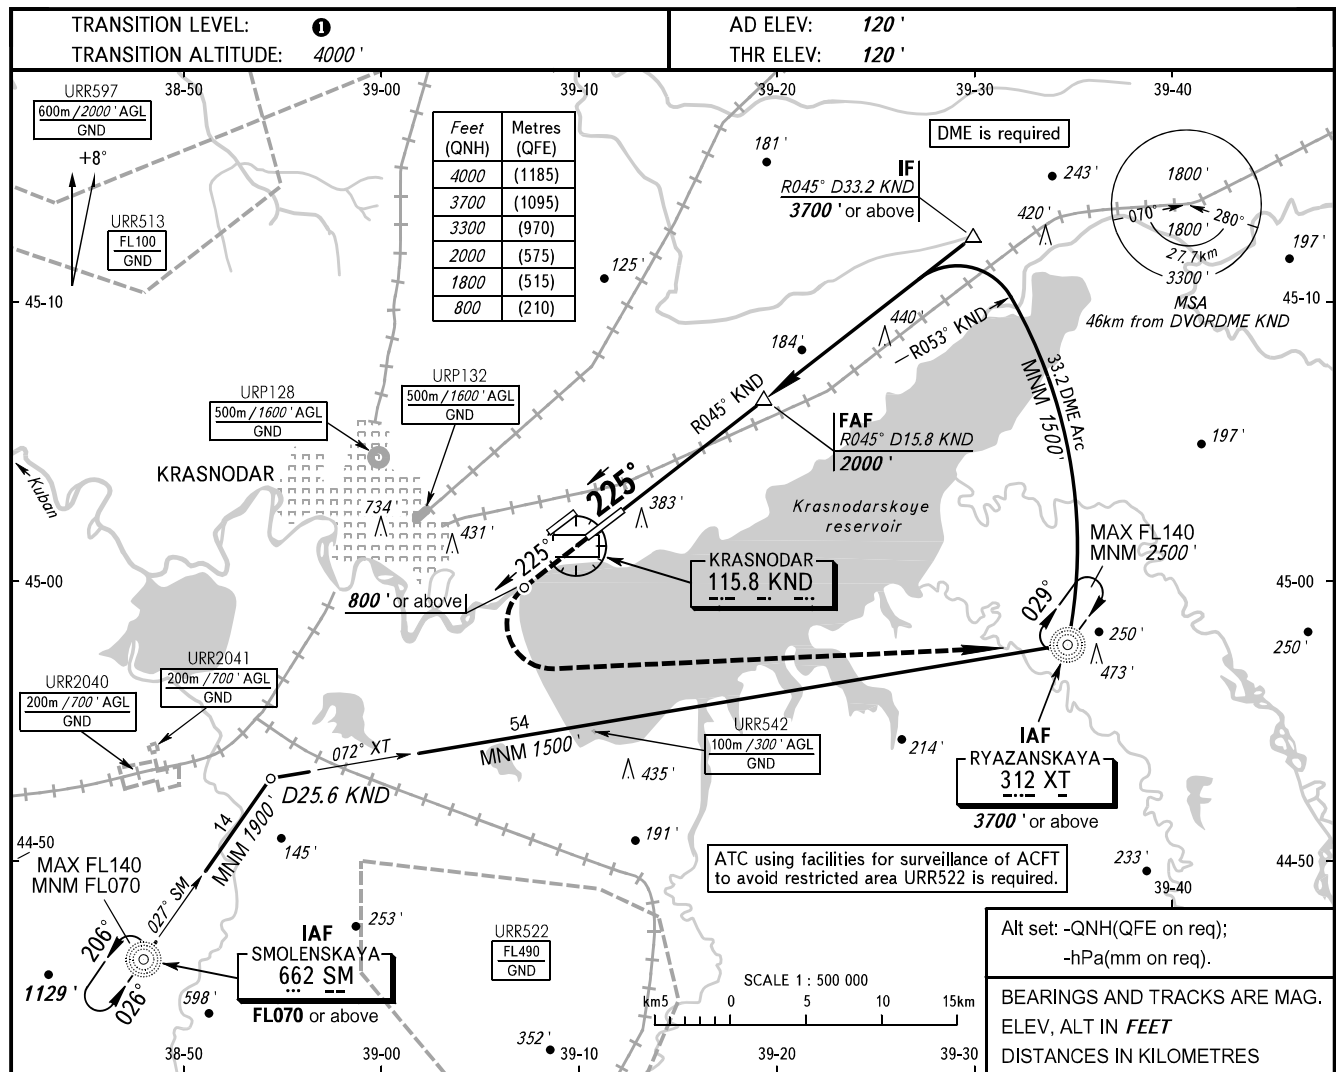 TRANSITION LEVEL: ❶
TRANSITION ALTITUDE: 4000 '
AD ELEV: 120 '
THR ELEV: 120 '
38-50
39-00
39-10
39-20
39-30
39-40
URR597
600m / 2000 ' AGL
GND
+8°
URR513
FL100
GND
Feet (QNH) Metres (QFE)
4000 (1185)
3700 (1095)
3300 (970)
2000 (575)
1800 (515)
800 (210)
DME is required
181 '
IF
R045° D33.2 KND
3700 ' or above
243 '
420 '
1800 '
070°
280°
1800 '
27.7km
3300 '
MSA
46km from DVORDME KND
197 '
45-10
45-10
125 '
184 '
440 '
R053° KND
R045° KND
33.2 DME Arc
MNM 1500 '
URP128
500m / 1600 ' AGL
GND
URP132
500m / 1600 ' AGL
GND
FAF
R045° D15.8 KND
2000 '
197 '
KRASNODAR
Kuban
734 '
431 '
225°
383 '
Krasnodarskoye
reservoir
KRASNODAR
115.8 KND
MAX FL140
MNM 2500 '
225°
45-00
45-00
800 ' or above
029°
250 '
250 '
473 '
URR2041
200m / 700 ' AGL
GND
URR2040
200m / 700 ' AGL
GND
54
MNM 1500 '
072° XT
URR542
100m / 300 ' AGL
GND
214 '
IAF
RYAZANSKAYA
312 XT
3700 ' or above
D25.6 KND
435 '
14
MNM 1900 '
44-50
145 '
191 '
44-50
MAX FL140
MNM FL070
027° SM
ATC using facilities for surveillance of ACFT
to avoid restricted area URR522 is required.
233 '
39-40
206°
026°
253 '
IAF
SMOLENSKAYA
662 SM
FL070 or above
URR522
FL490
GND
1129 '
598 '
352 '
SCALE 1 : 500 000
km5 0 5 10 15km
Alt set: -QNH(QFE on req);
-hPa(mm on req).
BEARINGS AND TRACKS ARE MAG.
ELEV, ALT IN FEET
DISTANCES IN KILOMETRES
38-50
39-00
39-10
39-20
39-30